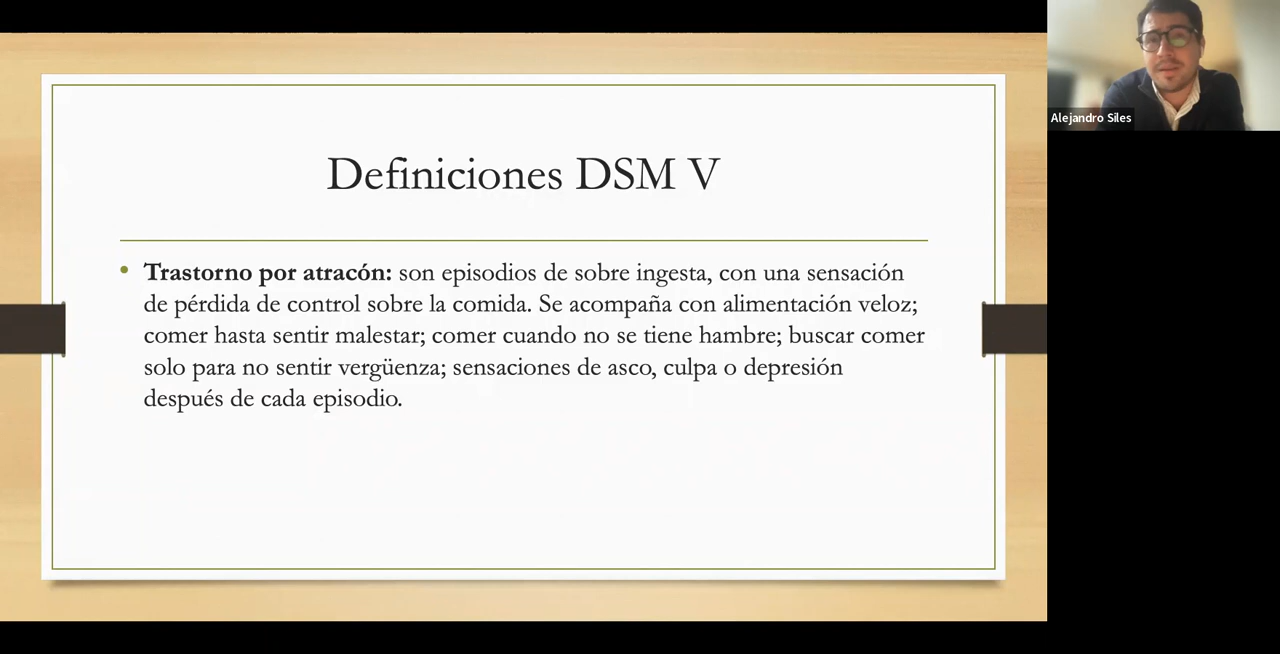 Definiciones DSM V
• Trastorno por atracón: son episodios de sobre ingesta, con una sensación
de pérdida de control sobre la comida. Se acompaña con alimentación veloz;
comer hasta sentir malestar; comer cuando no se tiene hambre; buscar comer
solo para no sentir vergüenza; sensaciones de asco, culpa o depresión
después de cada episodio.
Alejandro Siles